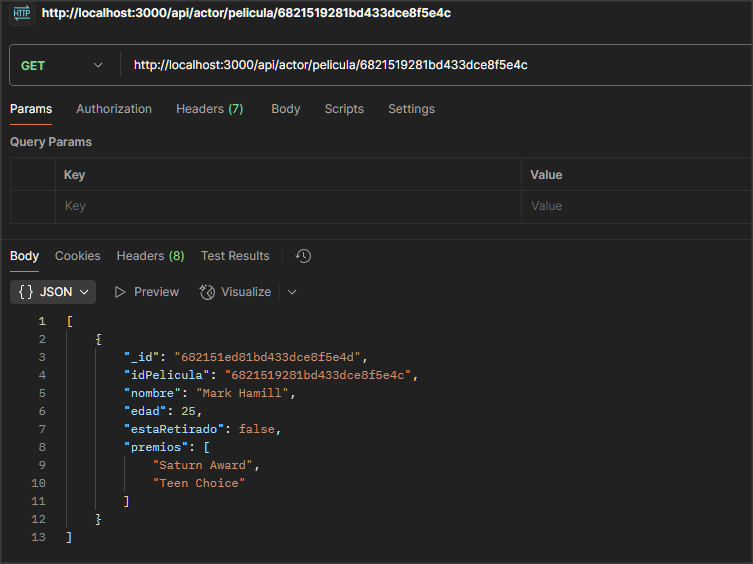 HTTP http://localhost:3000/api/actor/pelicula/6821519281bd433dce8f5e4c
GET http://localhost:3000/api/actor/pelicula/6821519281bd433dce8f5e4c
Params Authorization Headers (7) Body Scripts Settings
Query Params
Key Value
Key Value
Body Cookies Headers (8) Test Results
{} JSON Preview Visualize
1 [
2 {
3 "_id": "682151ed81bd433dce8f5e4d",
4 "idPelicula": "6821519281bd433dce8f5e4c",
5 "nombre": "Mark Hamill",
6 "edad": 25,
7 "estaRetirado": false,
8 "premios": [
9 "Saturn Award",
10 "Teen Choice"
11 ]
12 }
13 ]